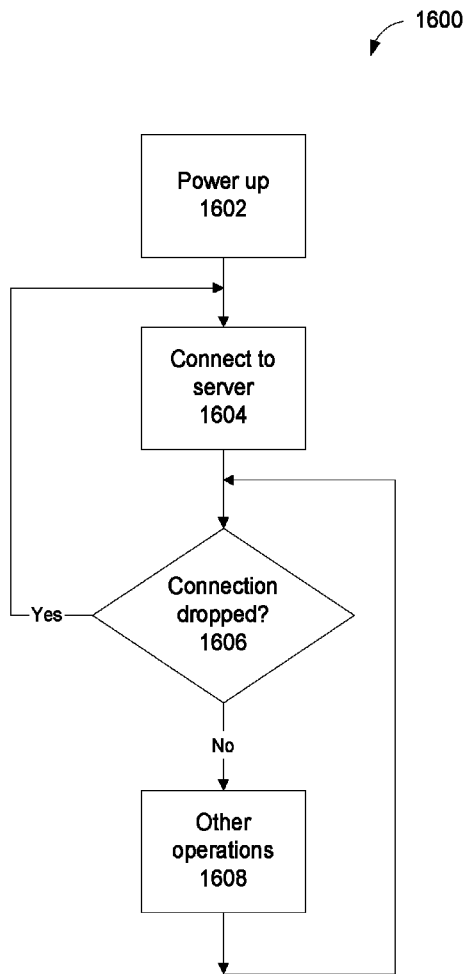 1600
Power up
1602
Connect to
server
1604
Connection
dropped?
1606
Yes
No
Other
operations
1608